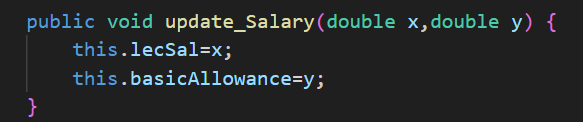 public void update_Salary(double x,double y) {
    this.lecSal=x;
    this.basicAllowance=y;
}